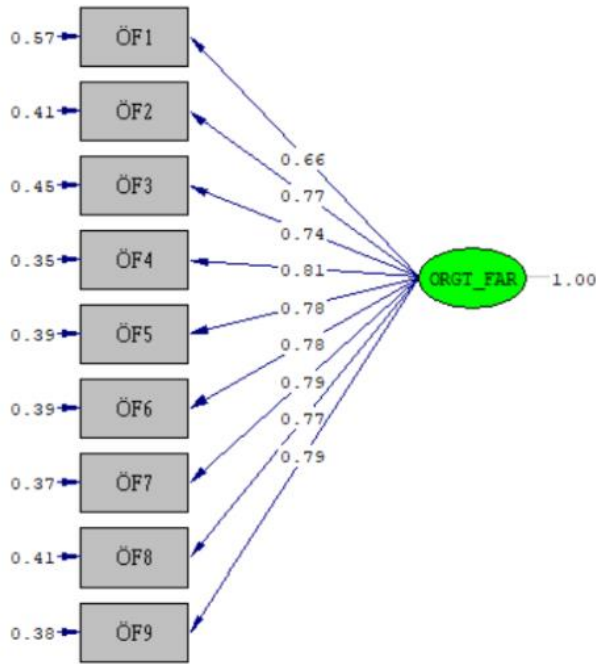 0.57 ÖF1
0.66
0.41 ÖF2
0.77
0.45 ÖF3
0.74
0.35 ÖF4
0.81
ORGT_FAR 1.00
0.39 ÖF5
0.78
0.78
0.39 ÖF6
0.79
0.77
0.37 ÖF7
0.79
0.41 ÖF8
0.38 ÖF9